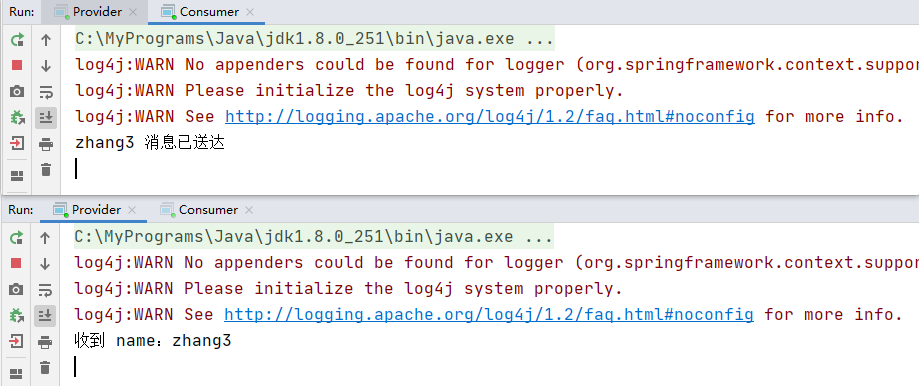 Run: Provider Consumer
C:\MyPrograms\Java\jdk1.8.0_251\bin\java.exe ...
log4j:WARN No appenders could be found for logger (org.springframework.context.suppor
log4j:WARN Please initialize the log4j system properly.
log4j:WARN See http://logging.apache.org/log4j/1.2/faq.html#noconfig for more info.
zhang3 消息已送达
Run: Provider Consumer
C:\MyPrograms\Java\jdk1.8.0_251\bin\java.exe ...
log4j:WARN No appenders could be found for logger (org.springframework.context.suppor
log4j:WARN Please initialize the log4j system properly.
log4j:WARN See http://logging.apache.org/log4j/1.2/faq.html#noconfig for more info.
收到 name：zhang3